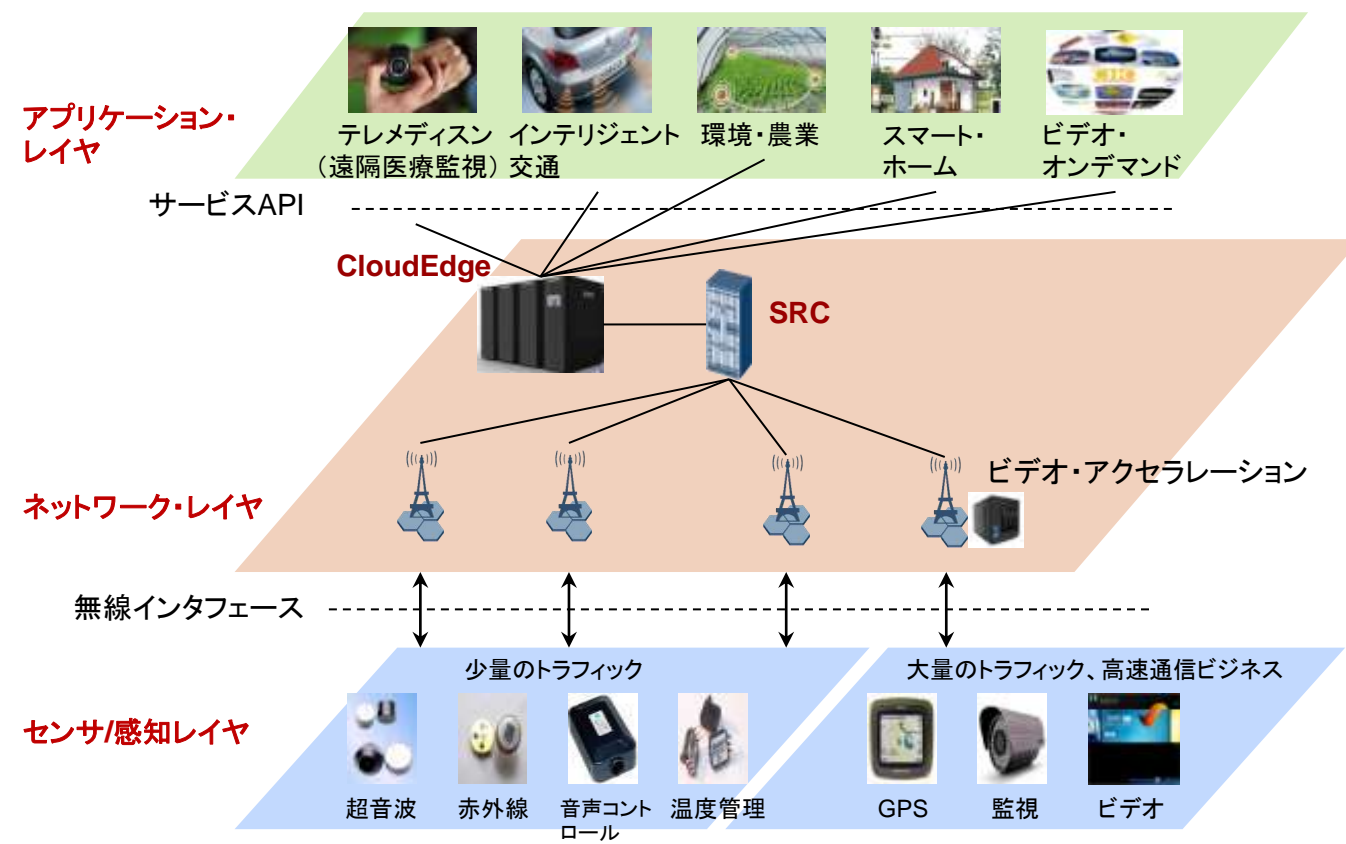 アプリケーション・
レイヤ
テレメディスン
（遠隔医療監視）
インテリジェント
交通
環境・農業
スマート・
ホーム
ビデオ・
オンデマンド
サービスAPI
CloudEdge
SRC
ビデオ・アクセラレーション
ネットワーク・レイヤ
無線インタフェース
少量のトラフィック
大量のトラフィック、高速通信ビジネス
センサ/感知レイヤ
超音波
赤外線
音声コント
ロール
温度管理
GPS
監視
ビデオ